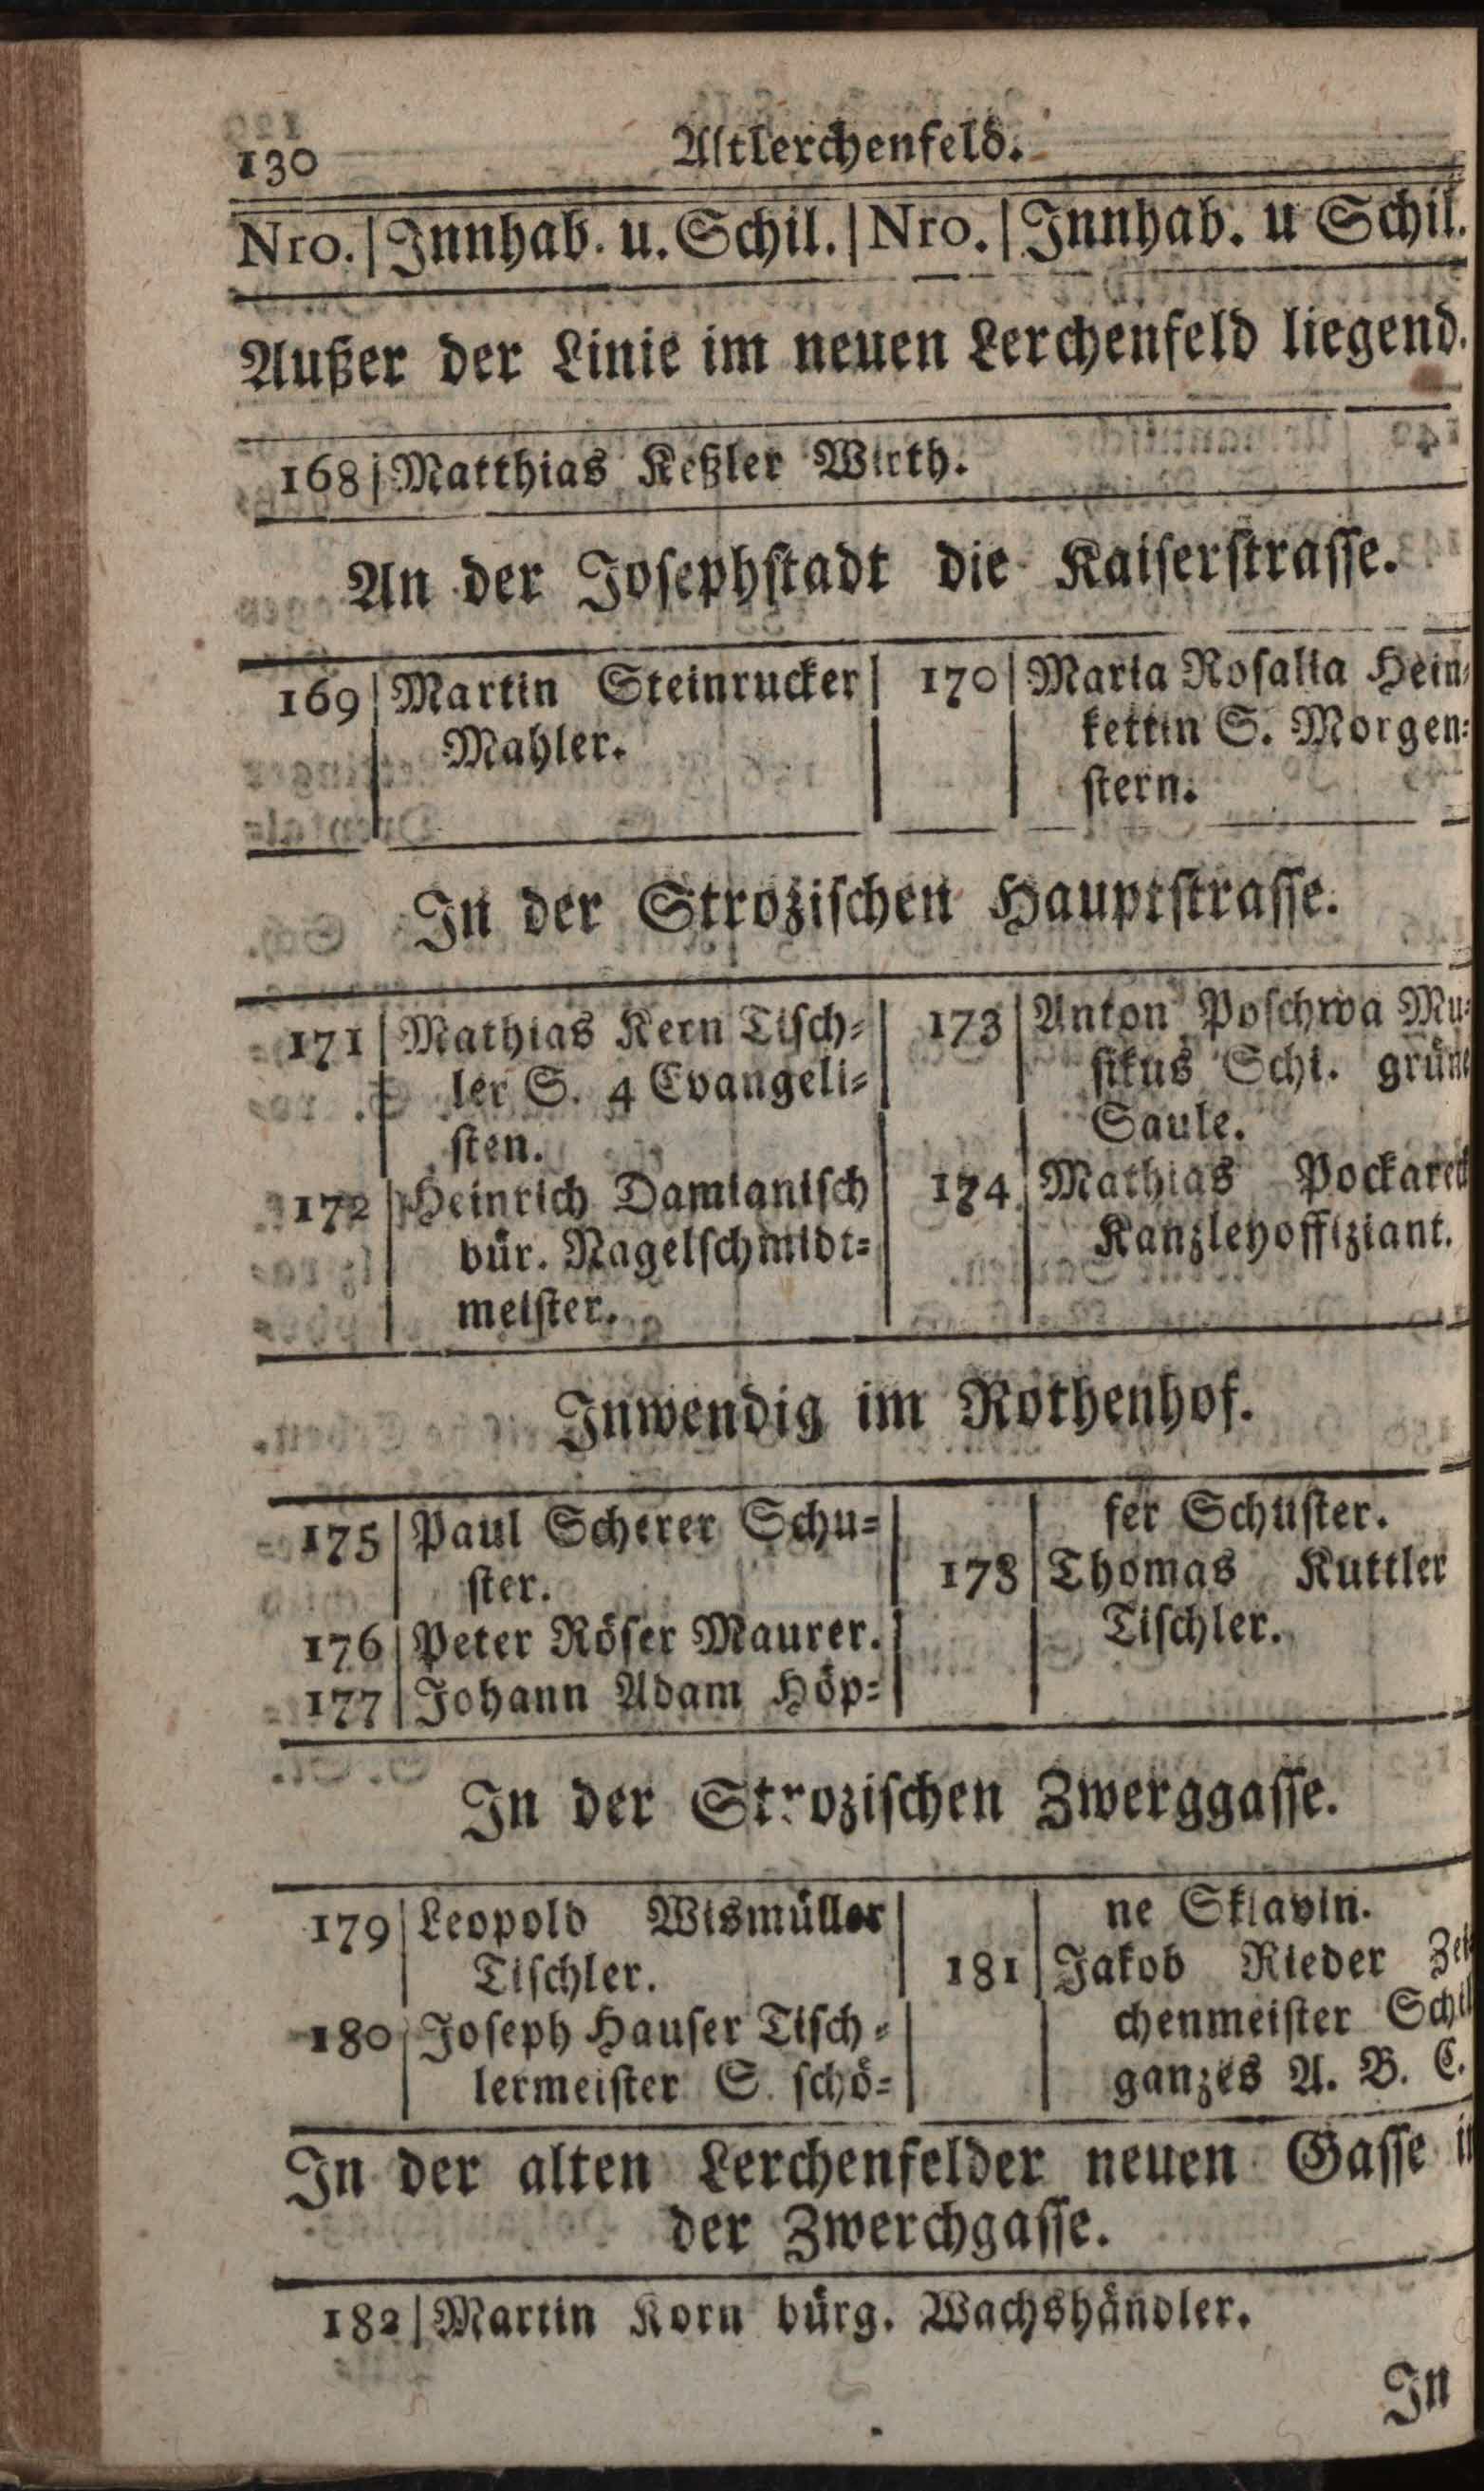 130 Altlerchenfeld.
Nro. | Innhab. u. Schil. | Nro. | Innhab. u Schil.
Außer der Linie im neuen Lerchenfeld liegend.
168 | Matthias Keßler Wirth.
An der Josephstadt die Kaiserstrasse.
169 | Martin Steinrucker
Mahler.
170 | Maria Rosalia Hein-
kettin S. Morgen-
stern.
In der Strozischen Hauptstrasse.
171 | Mathias Kern Tisch-
ler S. 4 Evangeli-
sten.
172 | Heinrich Damianisch
bür. Nagelschmidt-
meister.
173 | Anton Poschwa Mu-
sikus Schi. grüne
Saule.
174 | Mathias Pockareck
Kanzleyoffiziant.
Inwendig im Rothenhof.
175 | Paul Scherer Schu-
ster.
176 | Peter Röser Maurer.
177 | Johann Adam Höp-
fer Schuster.
178 | Thomas Kuttler
Tischler.
In der Strozischen Zwerggasse.
179 | Leopold Wismüller
Tischler.
180 | Joseph Hauser Tisch-
lermeister S. schö-
ne Sklavin.
181 | Jakob Rieder
chenmeister
ganzes A. B. C.
In der alten Lerchenfelder neuen Gasse in
der Zwerchgasse.
182 | Martin Korn bürg. Wachshändler.
In